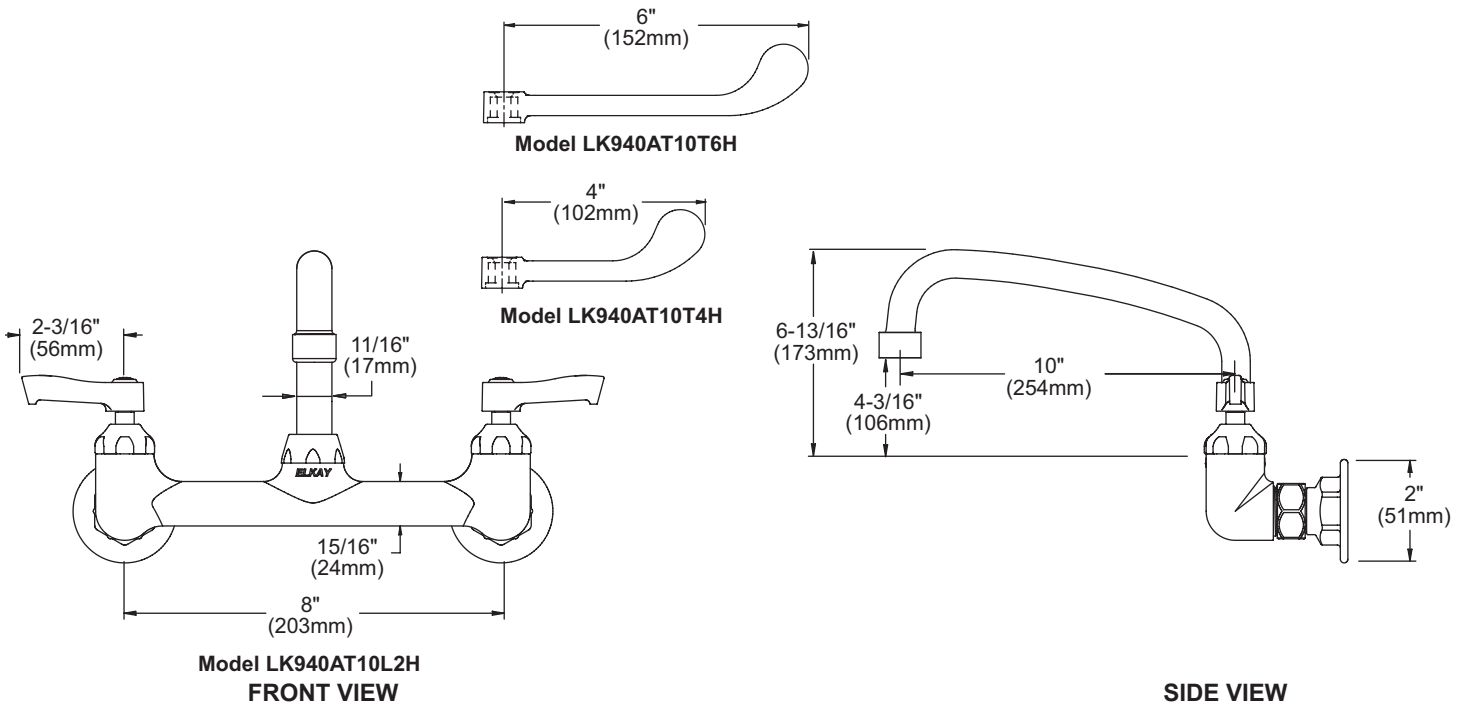 6"
(152mm)
Model LK940AT10T6H
4"
(102mm)
Model LK940AT10T4H
2-3/16"
(56mm)
11/16"
(17mm)
ELKAY
15/16"
(24mm)
8"
(203mm)
Model LK940AT10L2H
FRONT VIEW
6-13/16"
(173mm)
10"
(254mm)
4-3/16"
(106mm)
2"
(51mm)
SIDE VIEW